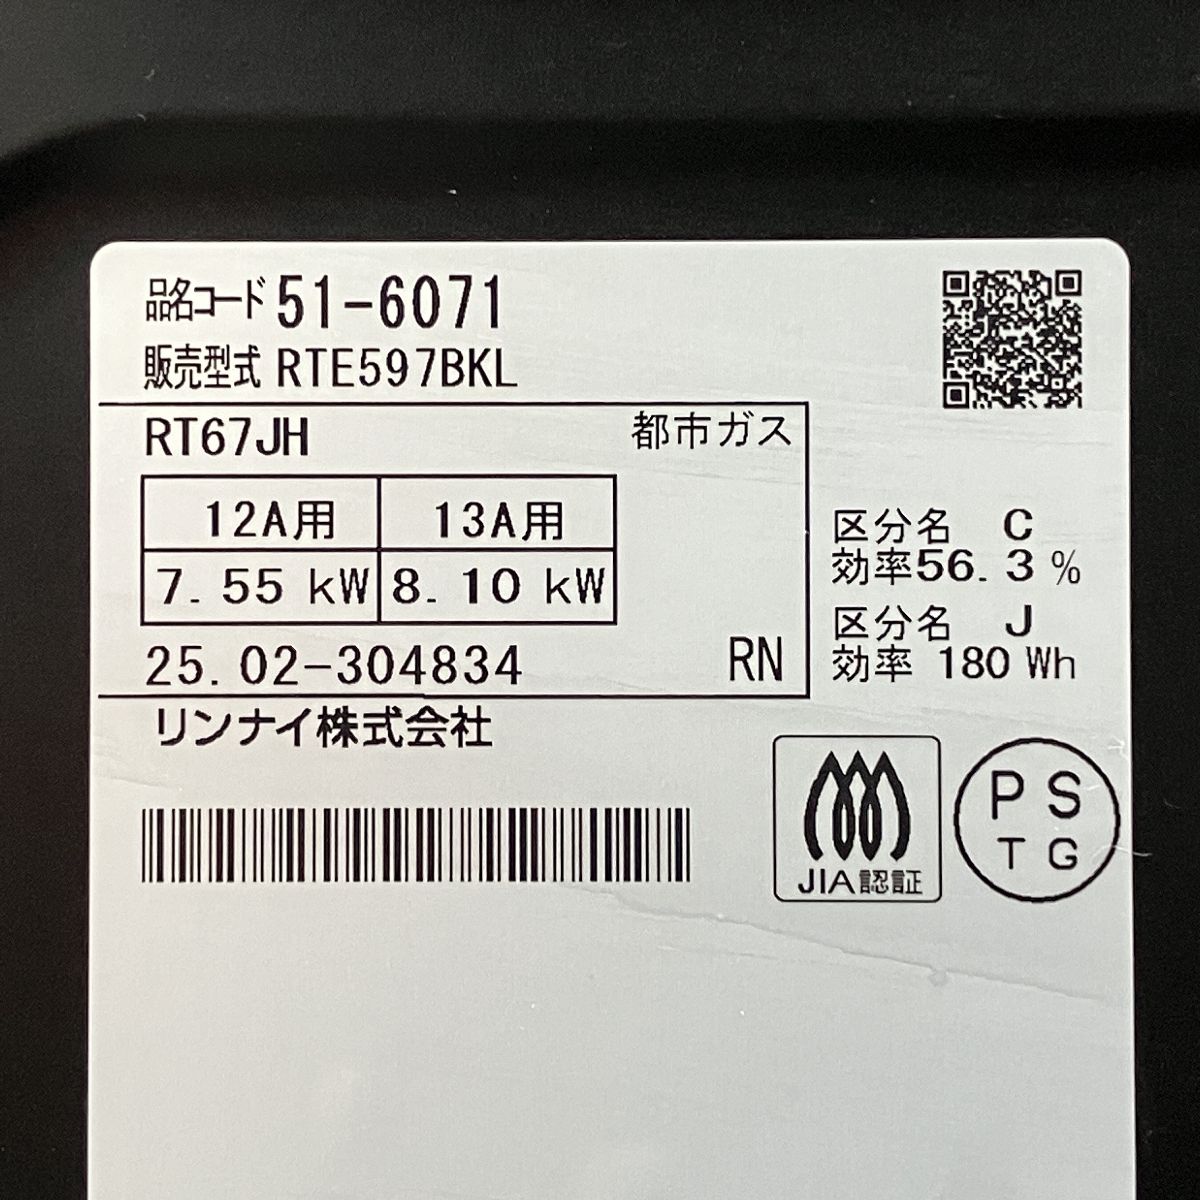 品名コード 51-6071
販売型式 RTE597BKL
RT67JH 都市ガス
12A用 13A用
7.55 kW 8.10 kW
25.02-304834 RN
区分名 C
効率56.3 %
区分名 J
効率 180 Wh
リンナイ株式会社
JIA認証
PS
TG